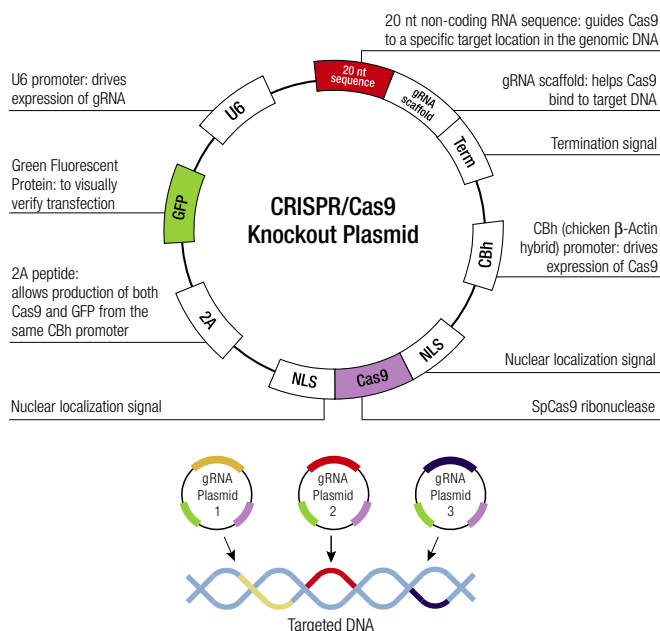 20 nt non-coding RNA sequence: guides Cas9
to a specific target location in the genomic DNA
U6 promoter: drives
expression of gRNA
gRNA scaffold: helps Cas9
bind to target DNA
Termination signal
Green Fluorescent
Protein: to visually
verify transfection
CBh (chicken β-Actin
hybrid) promoter: drives
expression of Cas9
2A peptide:
allows production of both
Cas9 and GFP from the
same CBh promoter
Nuclear localization signal
Nuclear localization signal
SpCas9 ribonuclease
20 nt
sequence
gRNA
scaffold
Term
CBh
NLS
Cas9
NLS
2A
GFP
U6
CRISPR/Cas9
Knockout Plasmid
gRNA
Plasmid
1
gRNA
Plasmid
2
gRNA
Plasmid
3
Targeted DNA